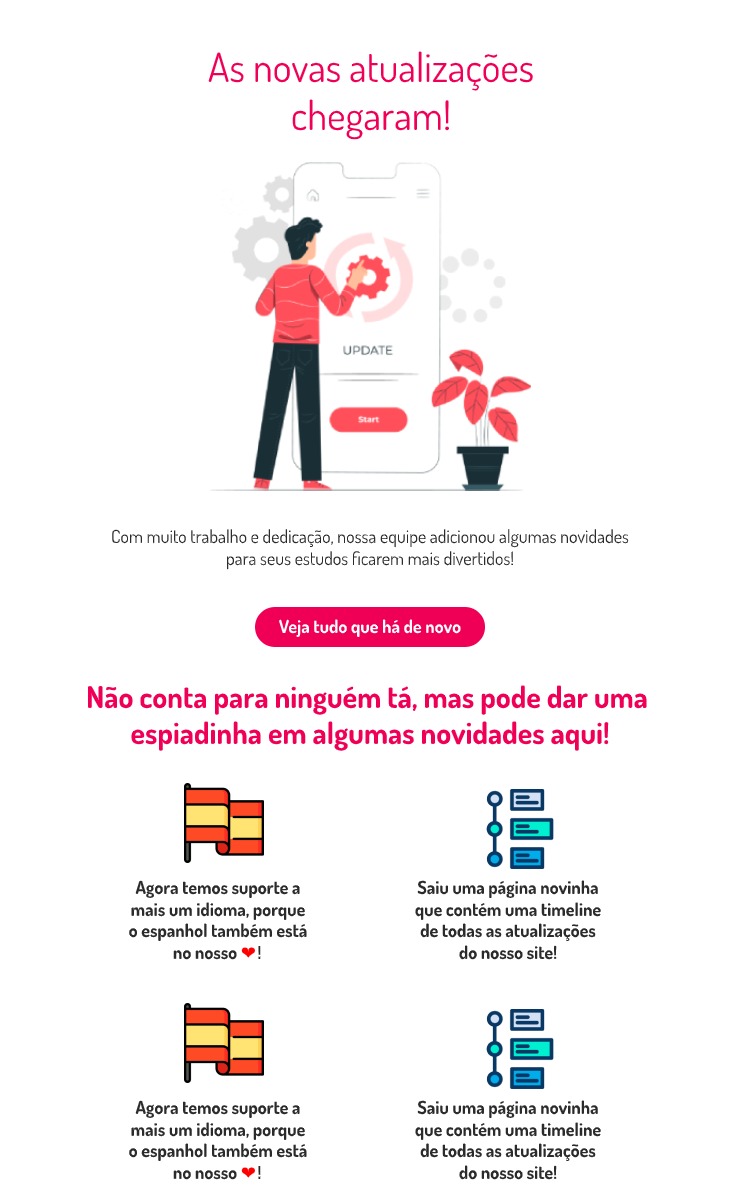 As novas atualizações
chegaram!
UPDATE
Start
Com muito trabalho e dedicação, nossa equipe adicionou algumas novidades
para seus estudos ficarem mais divertidos!
Veja tudo que há de novo
Não conta para ninguém tá, mas pode dar uma
espiadinha em algumas novidades aqui!
Agora temos suporte a
mais um idioma, porque
o espanhol também está
no nosso ❤!
Saiu uma página novinha
que contém uma timeline
de todas as atualizações
do nosso site!
Agora temos suporte a
mais um idioma, porque
o espanhol também está
no nosso ❤!
Saiu uma página novinha
que contém uma timeline
de todas as atualizações
do nosso site!